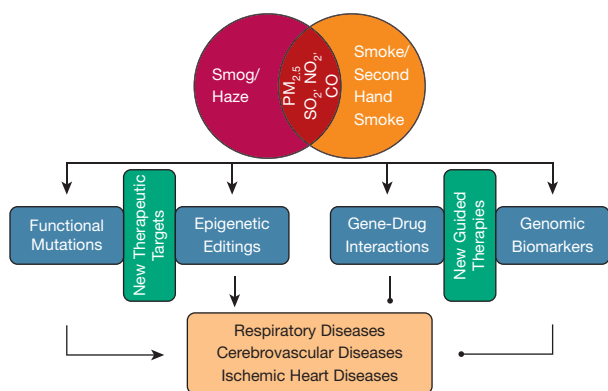 Smog/
Haze
PM2.5
SO2, NO2,
CO
Smoke/
Second
Hand
Smoke
Functional
Mutations
New Therapeutic
Targets
Epigenetic
Editings
Gene-Drug
Interactions
New Guided
Therapies
Genomic
Biomarkers
Respiratory Diseases
Cerebrovascular Diseases
Ischemic Heart Diseases